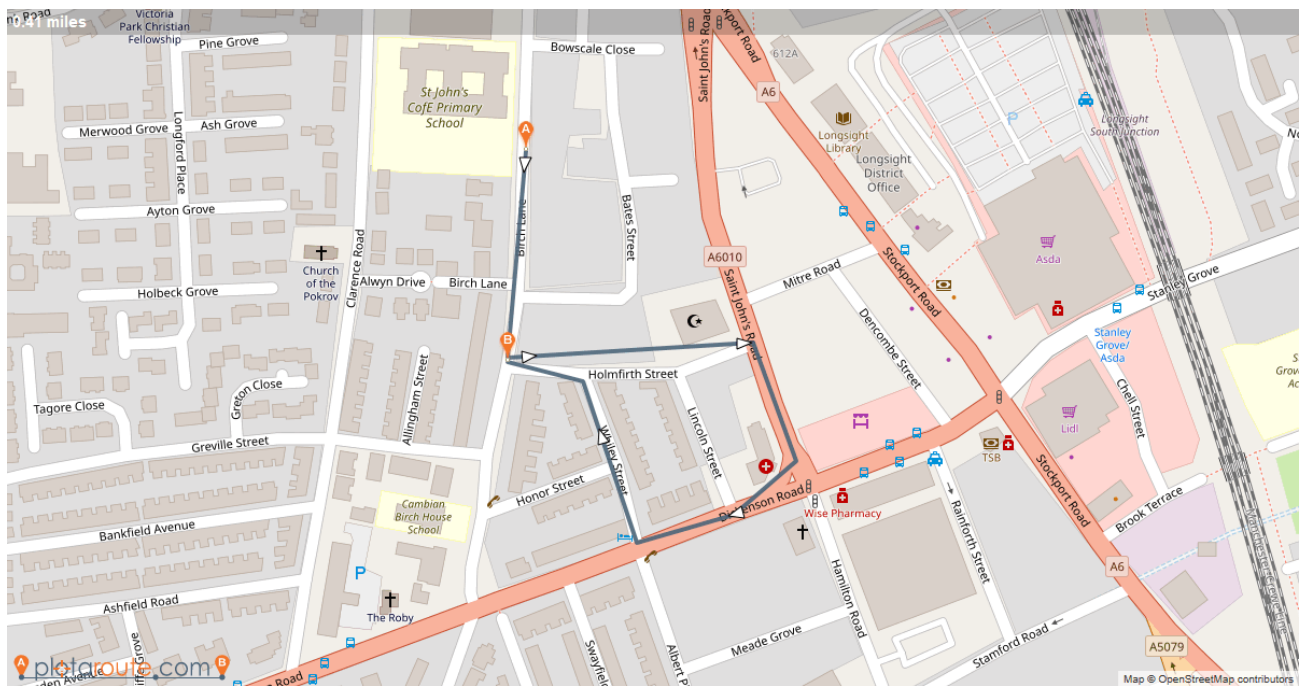 0.41 miles
Victoria
Park Christian
Fellowship
Pine Grove
Bowscale Close
Saint John's Road
Stockport Road
612A
A6
St John's
CofE Primary
School
Merwood Grove
Ash Grove
Longford Place
A
Longsight
Library
Longsight
District
Office
P
Longsight
South Junction
Ayton Grove
Clarence Road
Birch Lane
Bates Street
A6010
Church
of the
Pokrov
Alwyn Drive
Birch Lane
Holbeck Grove
Saint John's Road
Mitre Road
Stockport Road
Asda
Stanley Grove
Dencombe Street
Stanley
Grove/
Asda
B
Holmfirth Street
Allingham Street
Greton Close
Tagore Close
Greville Street
Whitley Street
Lincoln Street
Lidl
Chell Street
TSB
Honor Street
Dickenson Road
Wise Pharmacy
Stockport Road
Cambian
Birch House
School
Bankfield Avenue
Rainforth Street
Brook Terrace
P
Hamilton Road
A6
Ashfield Road
The Roby
Meade Grove
Stamford Road
A5079
A
plotaroute.com
B
Map © OpenStreetMap contributors